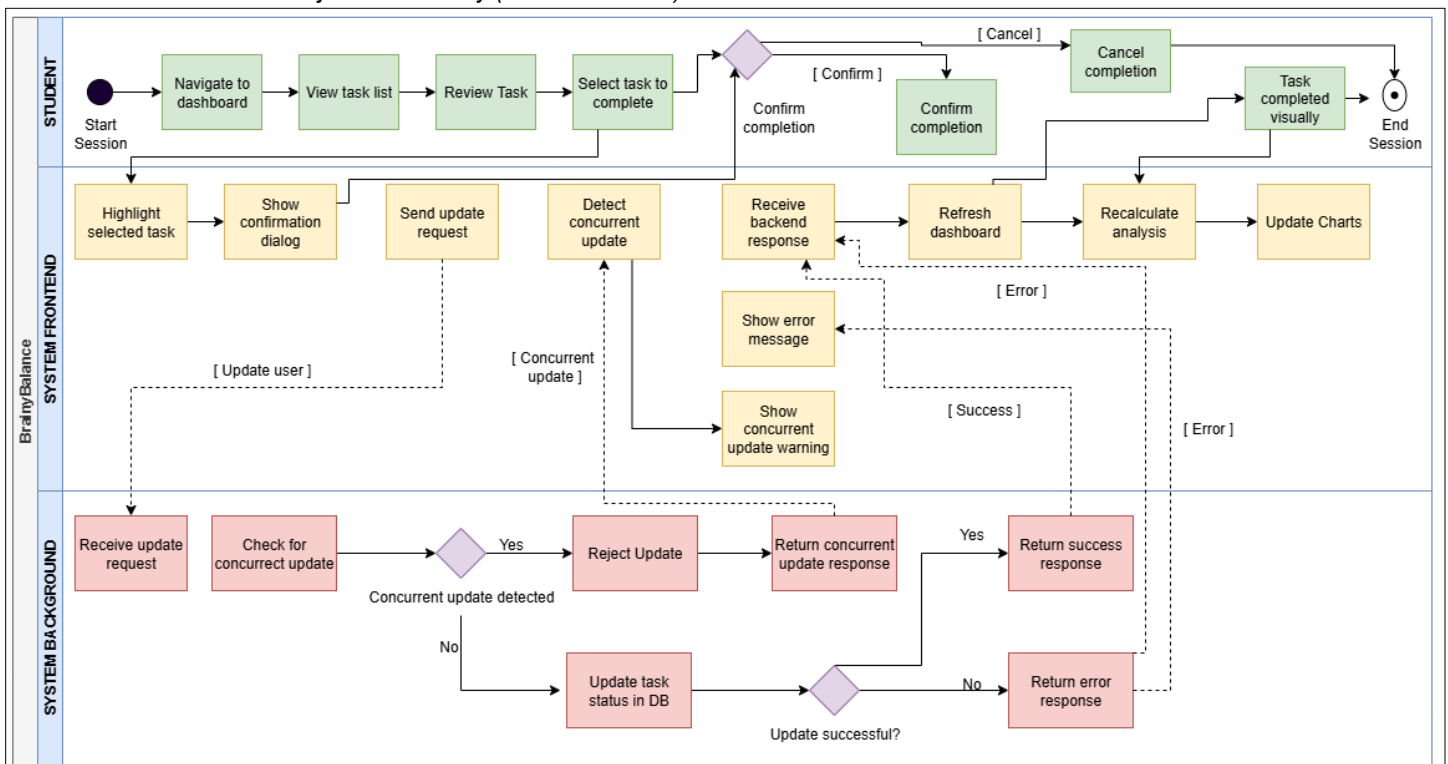 BrainyBalance
STUDENT
Start
Session
Navigate to
dashboard
View task list
Review Task
Select task to
complete
Confirm
completion
[ Cancel ]
[ Confirm ]
Cancel
completion
Confirm
completion
Task
completed
visually
End
Session
SYSTEM FRONTEND
Highlight
selected task
Show
confirmation
dialog
Send update
request
Detect
concurrent
update
Receive
backend
response
Refresh
dashboard
Recalculate
analysis
Update Charts
[ Error ]
Show error
message
[ Update user ]
[ Concurrent
update ]
Show
concurrent
update warning
[ Success ]
[ Error ]
SYSTEM BACKGROUND
Receive update
request
Check for
concurrect update
Concurrent update detected
Yes
Reject Update
Return concurrent
update response
Yes
Return success
response
No
Update task
status in DB
Update successful?
No
Return error
response